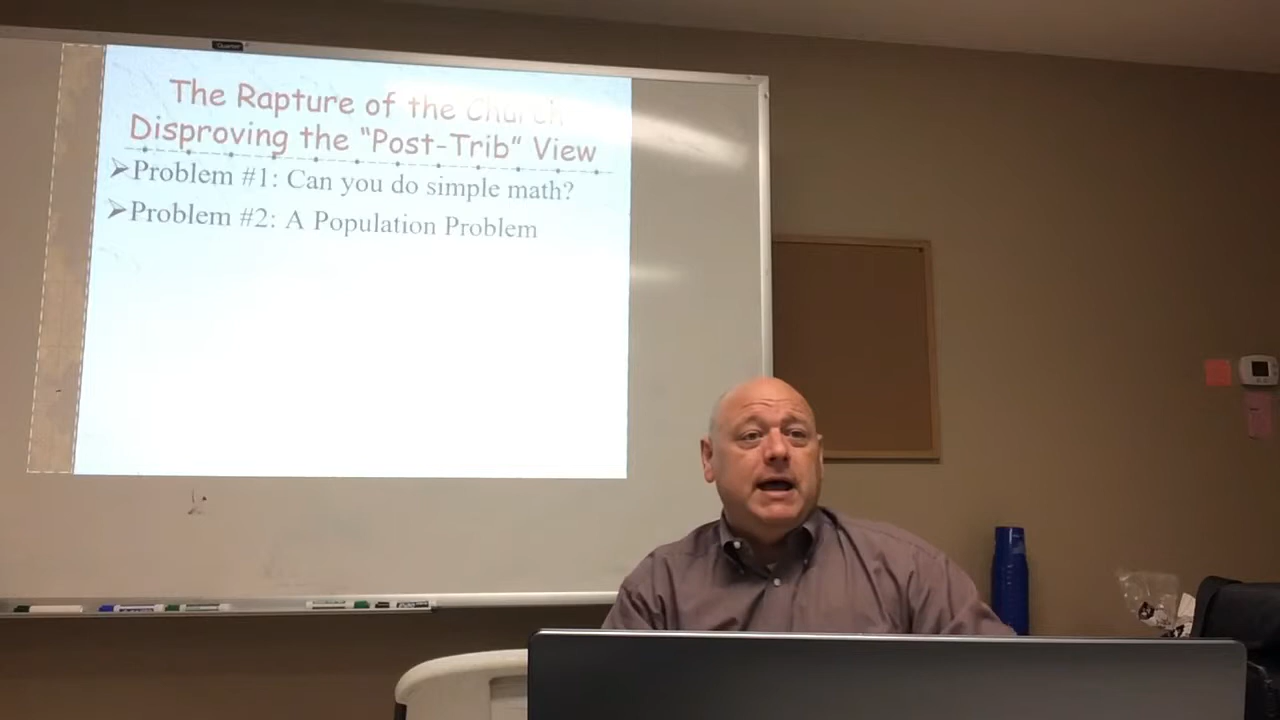 The Rapture of the Church
Disproving the "Post-Trib" View
➢Problem #1: Can you do simple math?
➢Problem #2: A Population Problem
Quartet